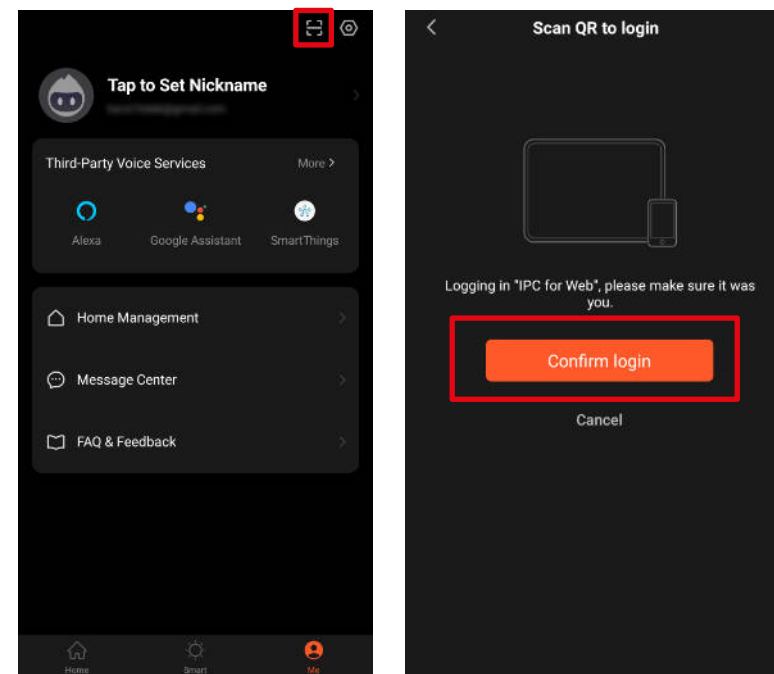 Tap to Set Nickname
Third-Party Voice Services
More >
Alexa
Google Assistant
SmartThings
Home Management
Message Center
FAQ & Feedback
Home
Smart
Me
Scan QR to login
Logging in "IPC for Web", please make sure it was
you.
Confirm login
Cancel